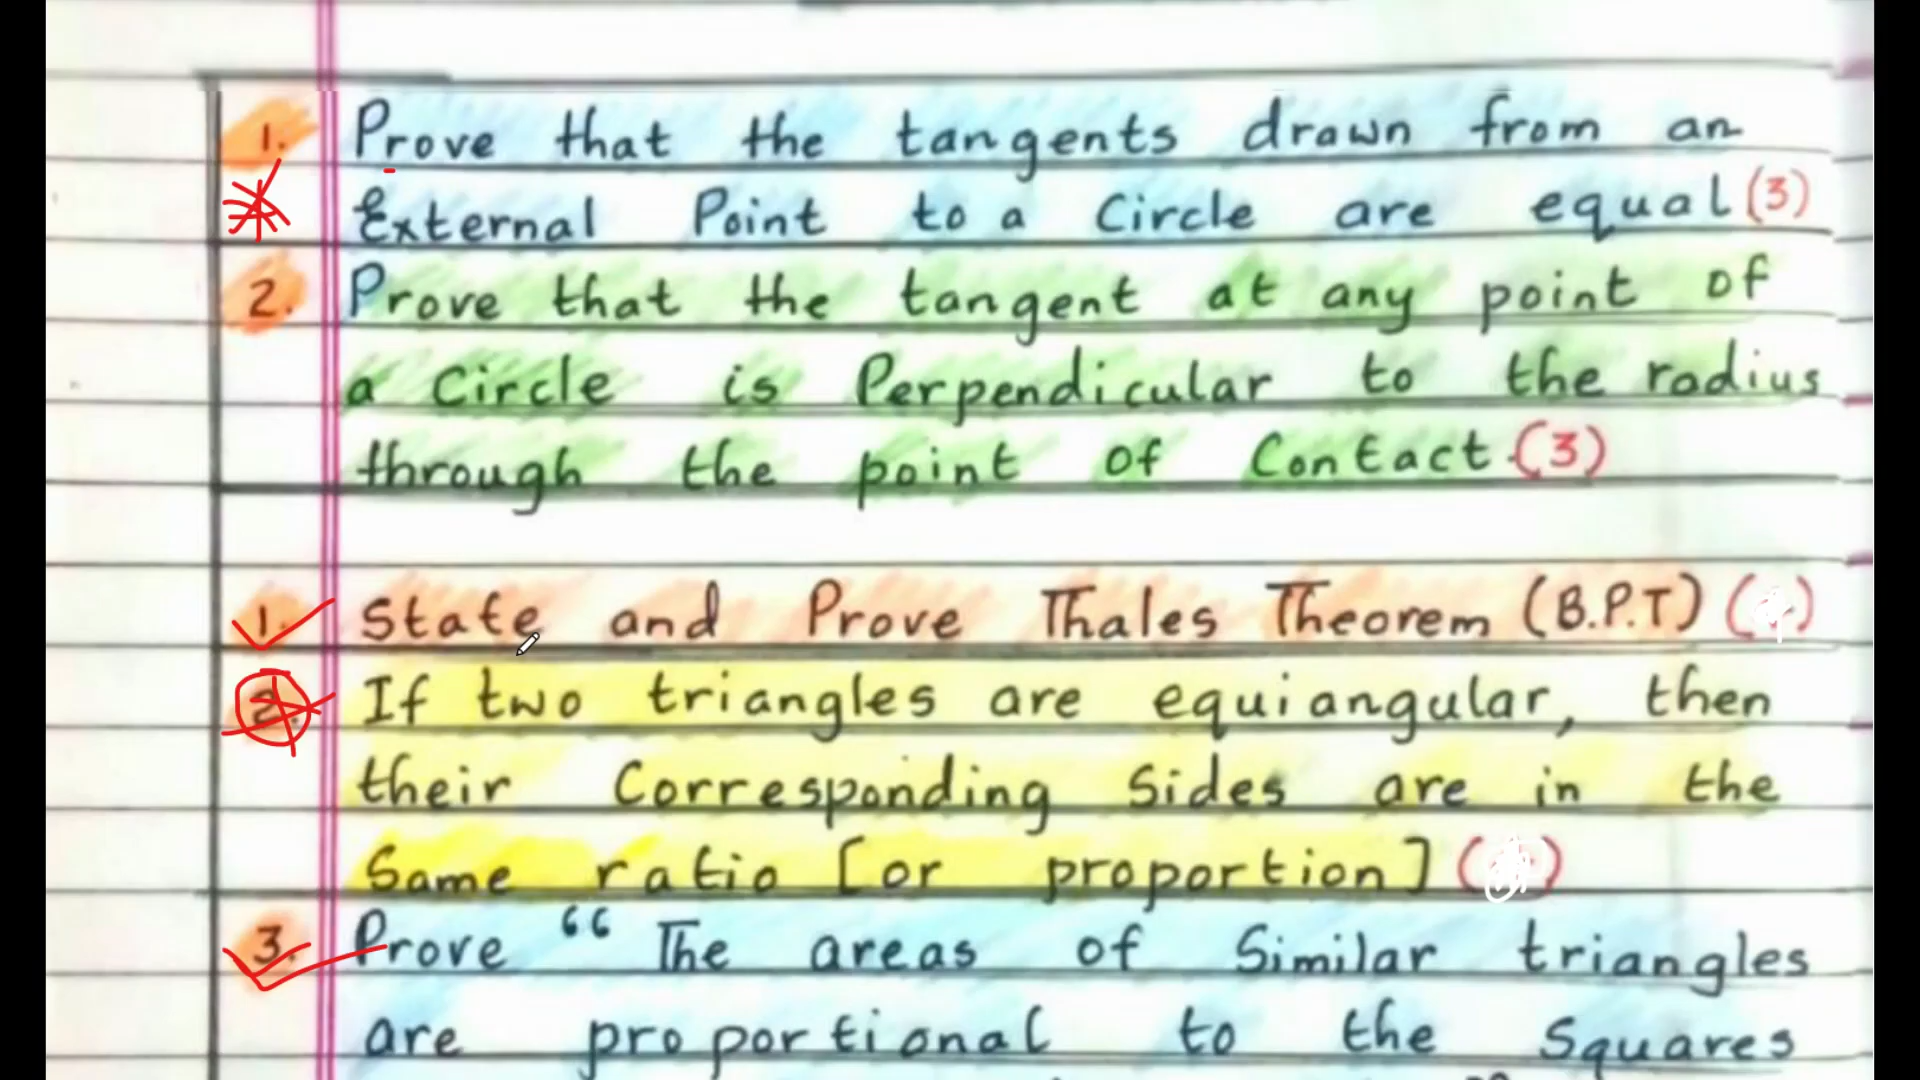 1. Prove that the tangents drawn from an
External Point to a Circle are equal (3)
2. Prove that the tangent at any point of
a Circle is Perpendicular to the radius
through the point of Contact (3)
1. State and Prove Thales Theorem (B.P.T)
2. If two triangles are equiangular, then
their Corresponding Sides are in the
Same ratio [or proportion]
3. Prove “ The areas of Similar triangles
are proportional to the Squares